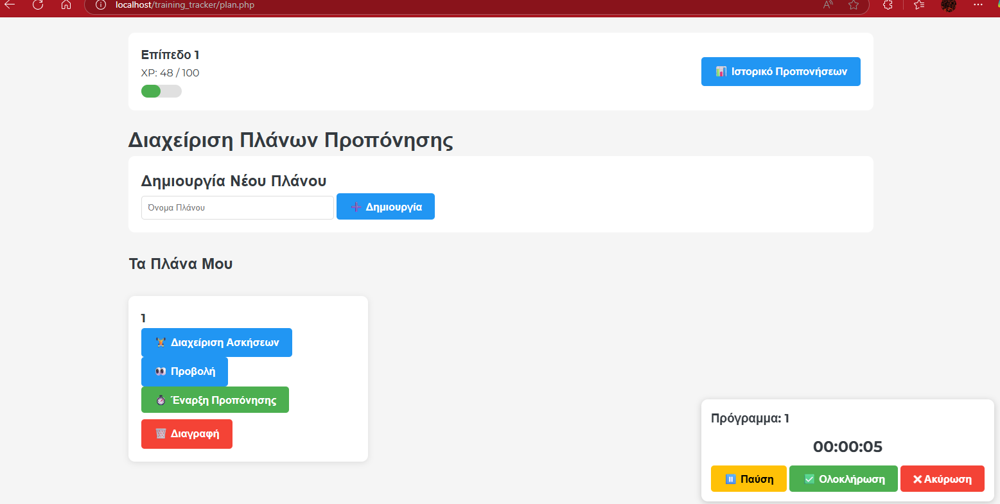 localhost/training_tracker/plan.php
Επίπεδο 1
XP: 48 / 100
Ιστορικό Προπονήσεων
Διαχείριση Πλάνων Προπόνησης
Δημιουργία Νέου Πλάνου
Όνομα Πλάνου
Δημιουργία
Τα Πλάνα Μου
1
Διαχείριση Ασκήσεων
Προβολή
Έναρξη Προπόνησης
Διαγραφή
Πρόγραμμα: 1
00:00:05
Παύση
Ολοκλήρωση
Ακύρωση